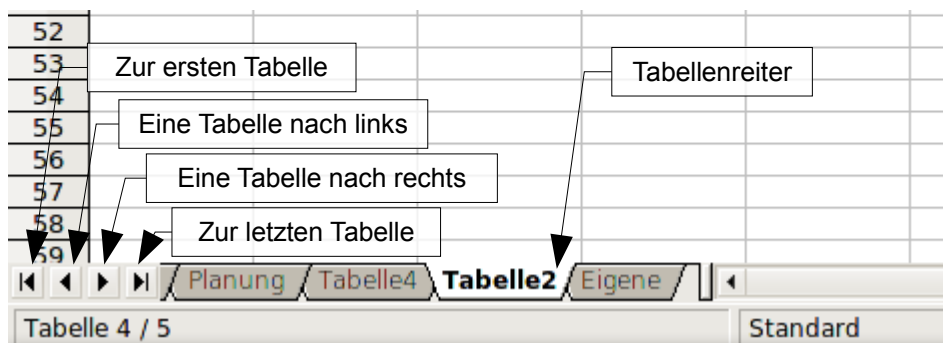 52
53
Zur ersten Tabelle
Tabellenreiter
54
55
Eine Tabelle nach links
56
Eine Tabelle nach rechts
57
58
Zur letzten Tabelle
59
Planung Tabelle4 Tabelle2 Eigene
Tabelle 4 / 5 Standard